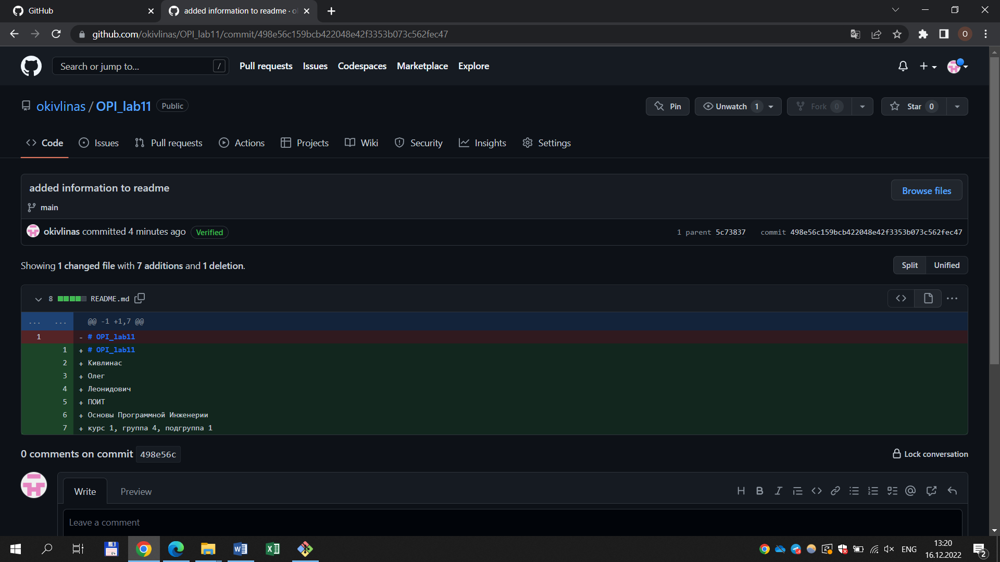 GitHub
added information to readme · o
github.com/okivlinas/OPI_lab11/commit/498e56c159bcb422048e42f3353b073c562fec47
O
Search or jump to...
/
Pull requests
Issues
Codespaces
Marketplace
Explore
okivlinas / OPI_lab11
Public
Pin
Unwatch 1
Fork 0
Star 0
Code
Issues
Pull requests
Actions
Projects
Wiki
Security
Insights
Settings
added information to readme
Browse files
main
okivlinas committed 4 minutes ago Verified
1 parent 5c73837 commit 498e56c159bcb422048e42f3353b073c562fec47
Showing 1 changed file with 7 additions and 1 deletion.
Split
Unified
8 README.md
... ... @@ -1 +1,7 @@
1 - # OPI_lab11
1 + # OPI_lab11
2 + Кивлинас
3 + Олег
4 + Леонидович
5 + ПОИТ
6 + Основы Программной Инженерии
7 + курс 1, группа 4, подгруппа 1
0 comments on commit 498e56c
Lock conversation
Write
Preview
Leave a comment
64
ENG
13:20
16.12.2022
2